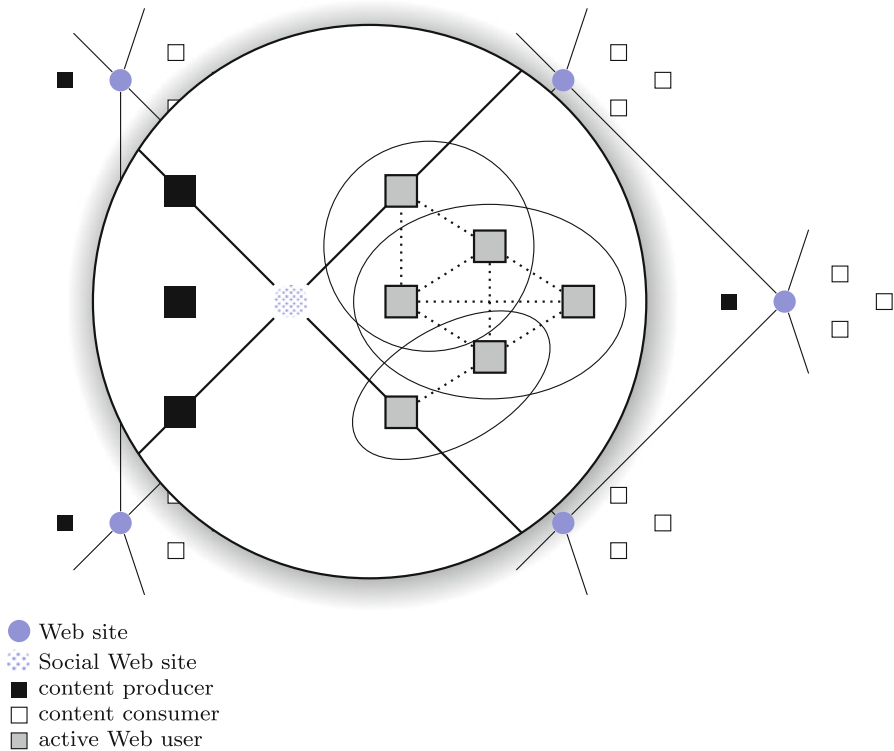 Web site
Social Web site
content producer
content consumer
active Web user